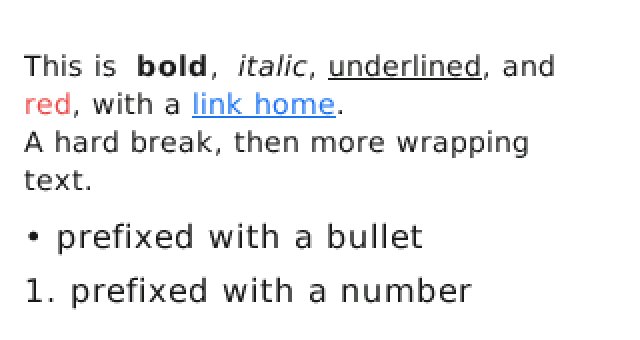 This is bold, italic, underlined, and
red, with a link home.
A hard break, then more wrapping
text.
• prefixed with a bullet
1. prefixed with a number